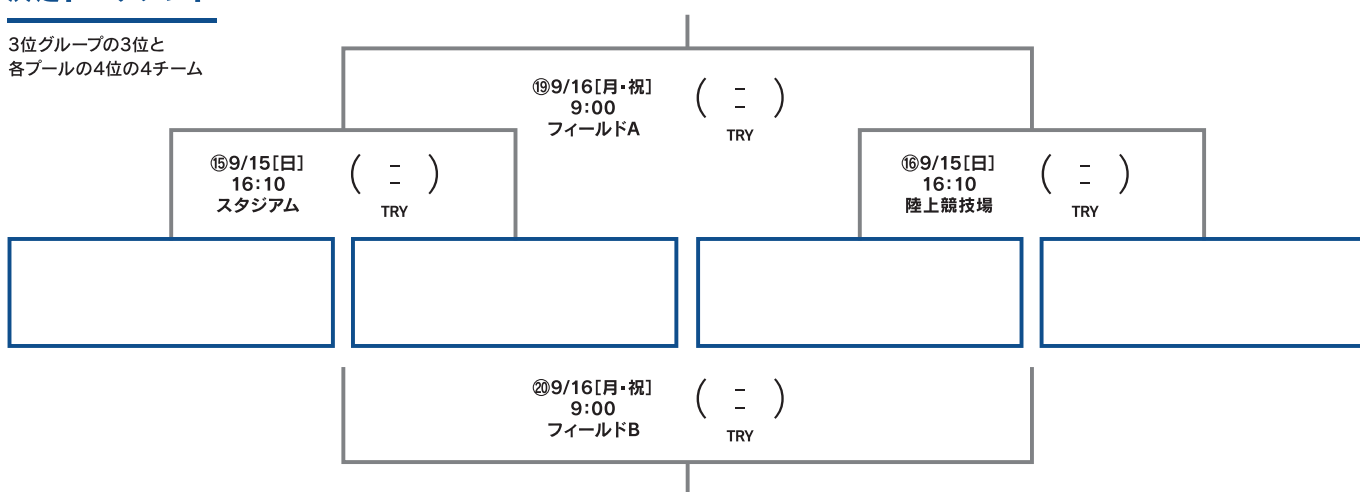 3位グループの3位と
各プールの4位の4チーム
⑲9/16[月・祝]
9:00
フィールドA
( - - )
TRY
⑮9/15[日]
16:10
スタジアム
( - - )
TRY
⑯9/15[日]
16:10
陸上競技場
( - - )
TRY
⑳9/16[月・祝]
9:00
フィールドB
( - - )
TRY